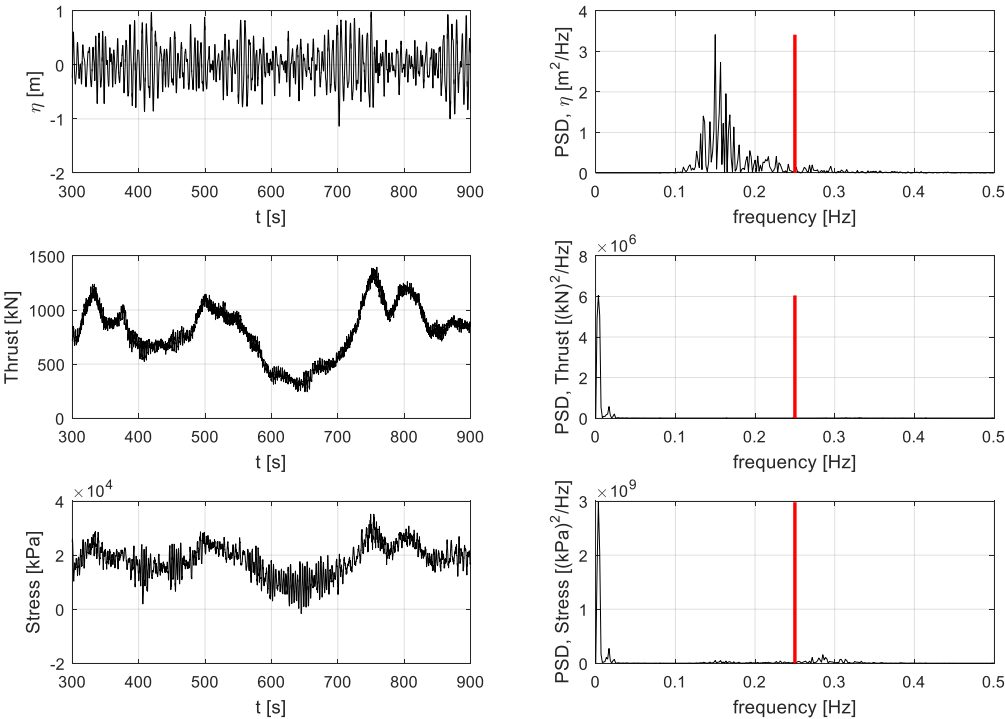 η [m]
1
0
-1
-2
300 400 500 600 700 800 900
t [s]
PSD, η [m²/Hz]
4
3
2
1
0
0 0.1 0.2 0.3 0.4 0.5
frequency [Hz]
Thrust [kN]
1500
1000
500
0
300 400 500 600 700 800 900
t [s]
PSD, Thrust [(kN)²/Hz]
×10⁶
8
6
4
2
0
0 0.1 0.2 0.3 0.4 0.5
frequency [Hz]
Stress [kPa]
×10⁴
4
2
0
-2
300 400 500 600 700 800 900
t [s]
PSD, Stress [(kPa)²/Hz]
×10⁹
3
2
1
0
0 0.1 0.2 0.3 0.4 0.5
frequency [Hz]